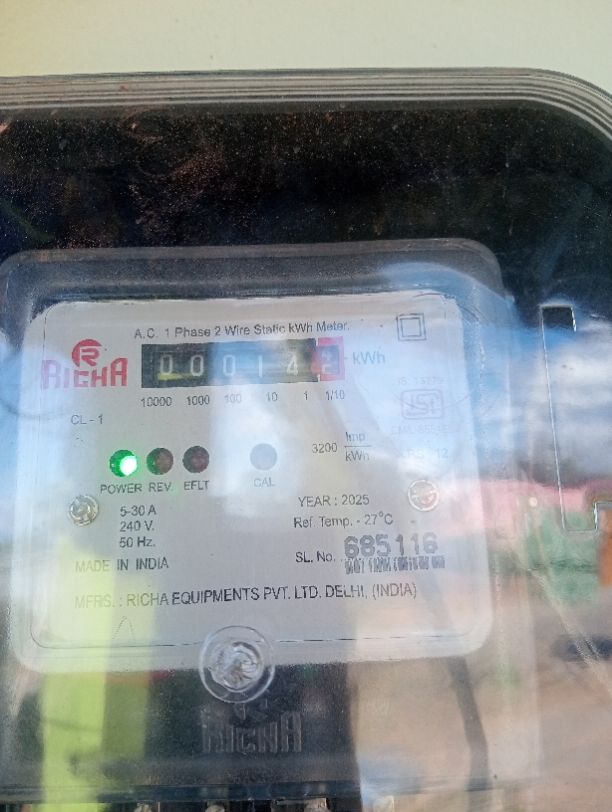 A.C. 1 Phase 2 Wire Static kWh Meter.
R
RICHA
00014 kWh
10000 1000 100 10 1 1/10
CL - 1
3200 Imp/kWh
POWER REV. EFLT CAL
5-30 A
240 V.
50 Hz.
YEAR : 2025
Ref. Temp. - 27°C
MADE IN INDIA
SL. No. 685116
MFRS. : RICHA EQUIPMENTS PVT. LTD. DELHI, (INDIA)
RICHA